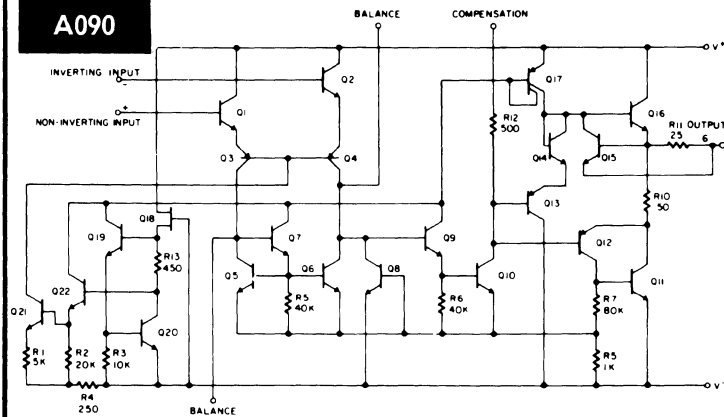 A090
BALANCE
COMPENSATION
V+
INVERTING INPUT
-
Q2
Q17
+
NON-INVERTING INPUT
Q1
R12
500
Q16
R11 OUTPUT
25
6
Q3
Q4
Q14
Q15
R10
50
Q18
Q13
Q19
Q7
Q9
Q12
R13
450
Q5
Q6
Q8
Q10
Q11
Q22
Q21
R5
40K
R6
40K
R7
80K
Q20
R1
5K
R2
20K
R3
10K
R5
1K
R4
250
V-
BALANCE